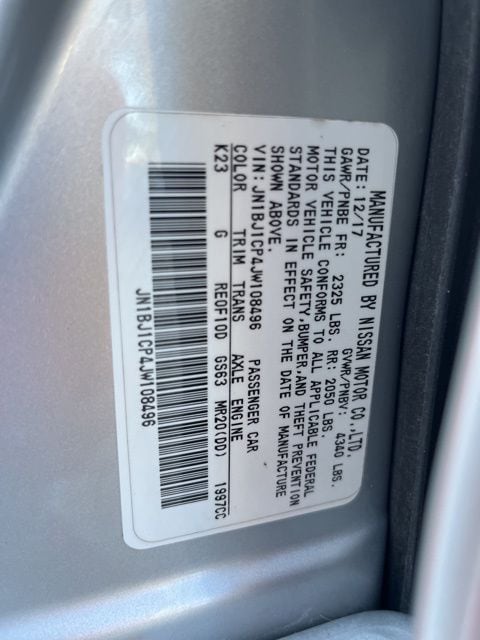 MANUFACTURED BY NISSAN MOTOR CO.,LTD.
DATE: 12/17 GVWR/PNBV: 4340 LBS.
GAWR/PNBE FR: 2325 LBS. RR: 2050 LBS.
THIS VEHICLE CONFORMS TO ALL APPLICABLE FEDERAL
MOTOR VEHICLE SAFETY,BUMPER,AND THEFT PREVENTION
STANDARDS IN EFFECT ON THE DATE OF MANUFACTURE
SHOWN ABOVE.
VIN:JN1BJ1CP4JW108496 PASSENGER CAR
COLOR TRIM TRANS AXLE ENGINE
K23 G RE0F10D GS63 MR20(DD) 1997CC
JN1BJ1CP4JW108496